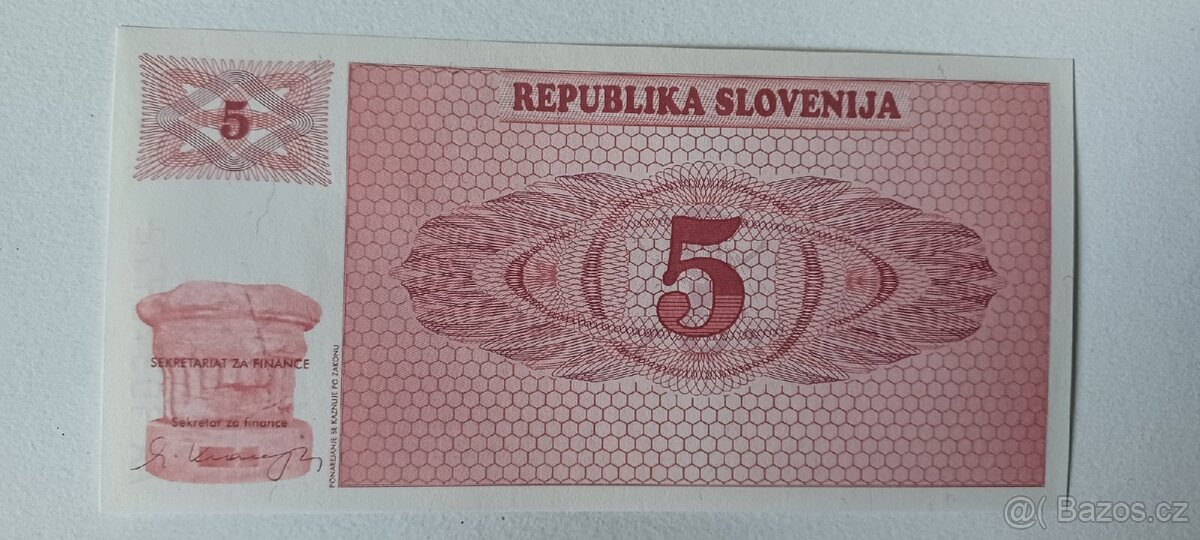 5
REPUBLIKA SLOVENIJA
5
SEKRETARIAT ZA FINANCE
Sekretar za finance
PONAREJANJE SE KAZNUJE PO ZAKONU
@( Bazos.cz